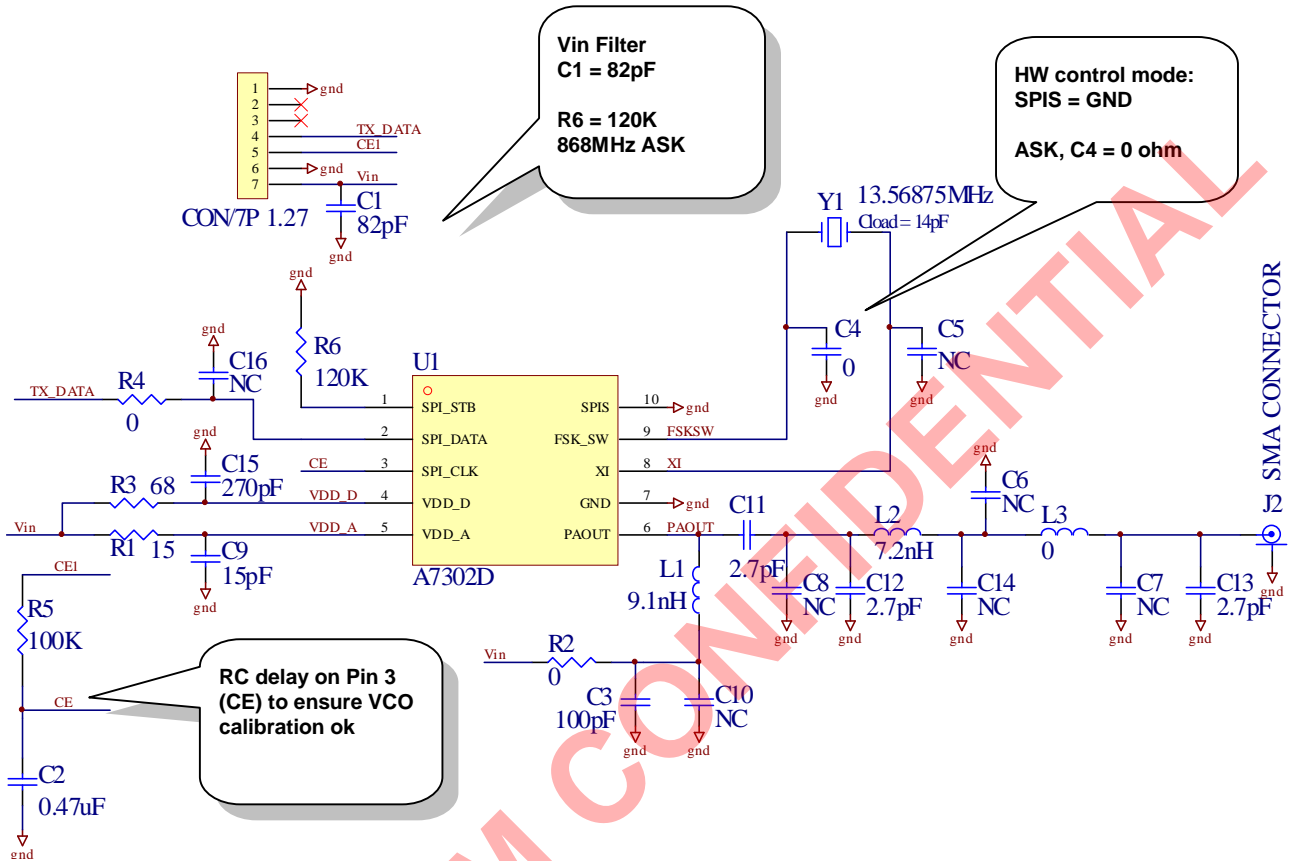 Vin Filter
C1 = 82pF
R6 = 120K
868MHz ASK
HW control mode:
SPIS = GND
ASK, C4 = 0 ohm
1
gnd
2
3
4
TX_DATA
5
CE1
6
gnd
7
Vin
CON/7P 1.27
C1
82pF
gnd
Y1
13.56875MHz
Cload = 14pF
gnd
R6
120K
gnd
C16
NC
TX_DATA
R4
0
C4
0
gnd
C5
NC
gnd
SMA CONNECTOR
U1
1
SPI_STB
2
SPI_DATA
CE
3
SPI_CLK
VDD_D
4
VDD_D
VDD_A
5
VDD_A
SPIS
10
gnd
FSK_SW
9
FSKSW
XI
8
XI
GND
7
gnd
PAOUT
6
PAOUT
A7302D
gnd
C15
270pF
R3 68
Vin
R1 15
C9
15pF
gnd
C11
2.7pF
L1
9.1nH
C8
NC
gnd
C12
2.7pF
gnd
L2
7.2nH
C14
NC
gnd
gnd
C6
NC
L3
0
C7
NC
gnd
C13
2.7pF
gnd
J2
gnd
Vin
R2
0
C3
100pF
gnd
C10
NC
gnd
CE1
R5
100K
CE
C2
0.47uF
gnd
RC delay on Pin 3
(CE) to ensure VCO
calibration ok
M CONFIDENTIAL